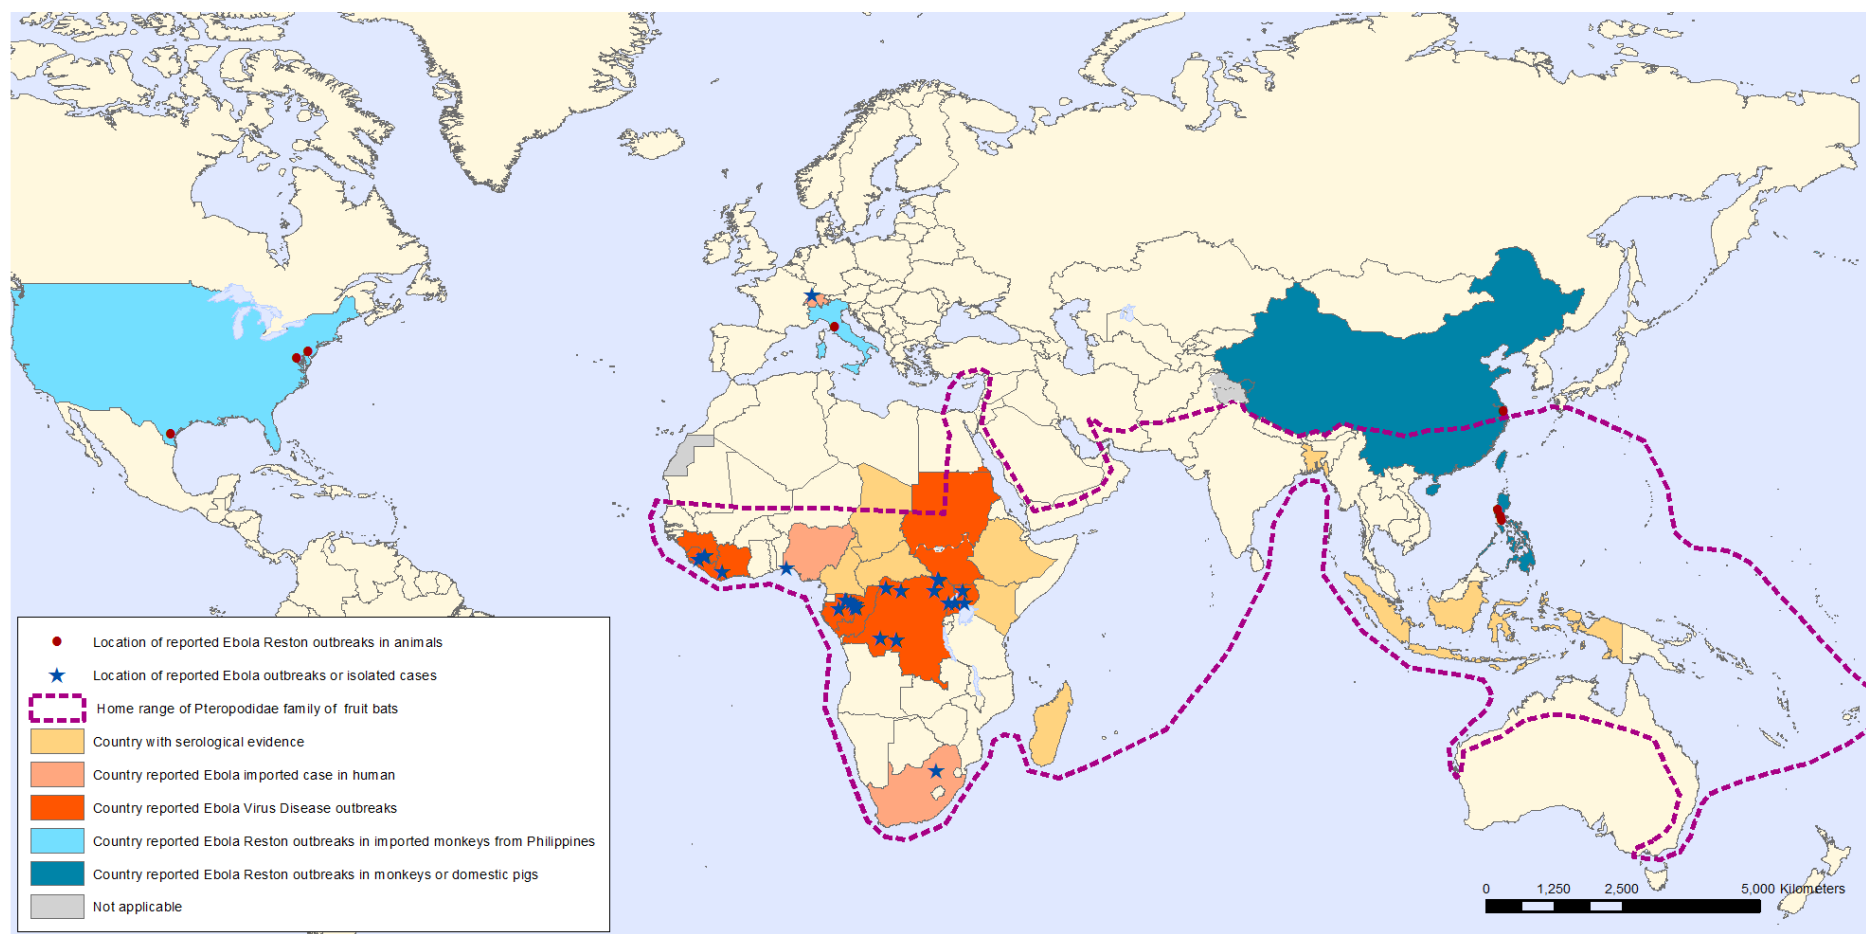 Location of reported Ebola Reston outbreaks in animals
Location of reported Ebola outbreaks or isolated cases
Home range of Pteropodidae family of fruit bats
Country with serological evidence
Country reported Ebola imported case in human
Country reported Ebola Virus Disease outbreaks
Country reported Ebola Reston outbreaks in imported monkeys from Philippines
Country reported Ebola Reston outbreaks in monkeys or domestic pigs
Not applicable
0 1,250 2,500 5,000 Kilometers